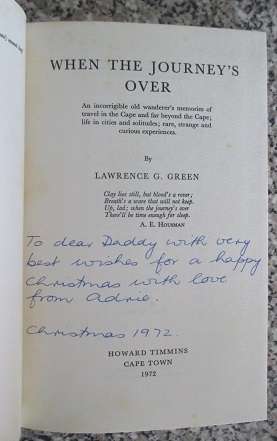 WHEN THE JOURNEY'S
OVER
An incorrigible old wanderer's memories of
travel in the Cape and far beyond the Cape;
life in cities and solitudes; rare, strange and
curious experiences.
By
LAWRENCE G. GREEN
Clay lies still, but blood's a rover;
Breath's a ware that will not keep.
Up, lad; when the journey's over
There'll be time enough for sleep.
A. E. HOUSMAN
To dear Daddy with very
best wishes for a happy
Christmas with love
from Adrie.
Christmas 1972.
HOWARD TIMMINS
CAPE TOWN
1972